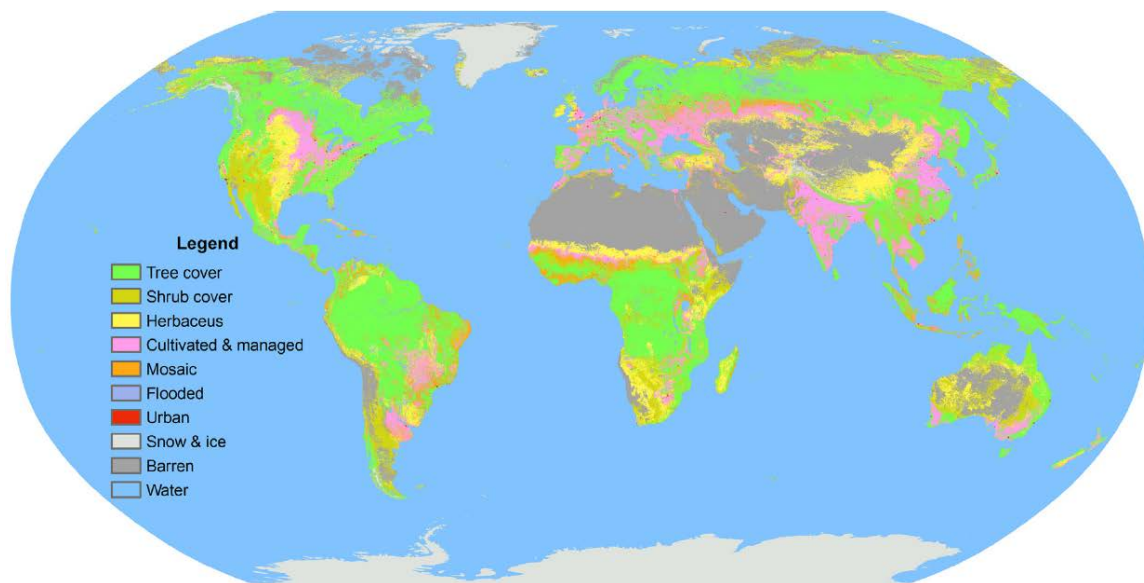 Legend
Tree cover
Shrub cover
Herbaceus
Cultivated & managed
Mosaic
Flooded
Urban
Snow & ice
Barren
Water